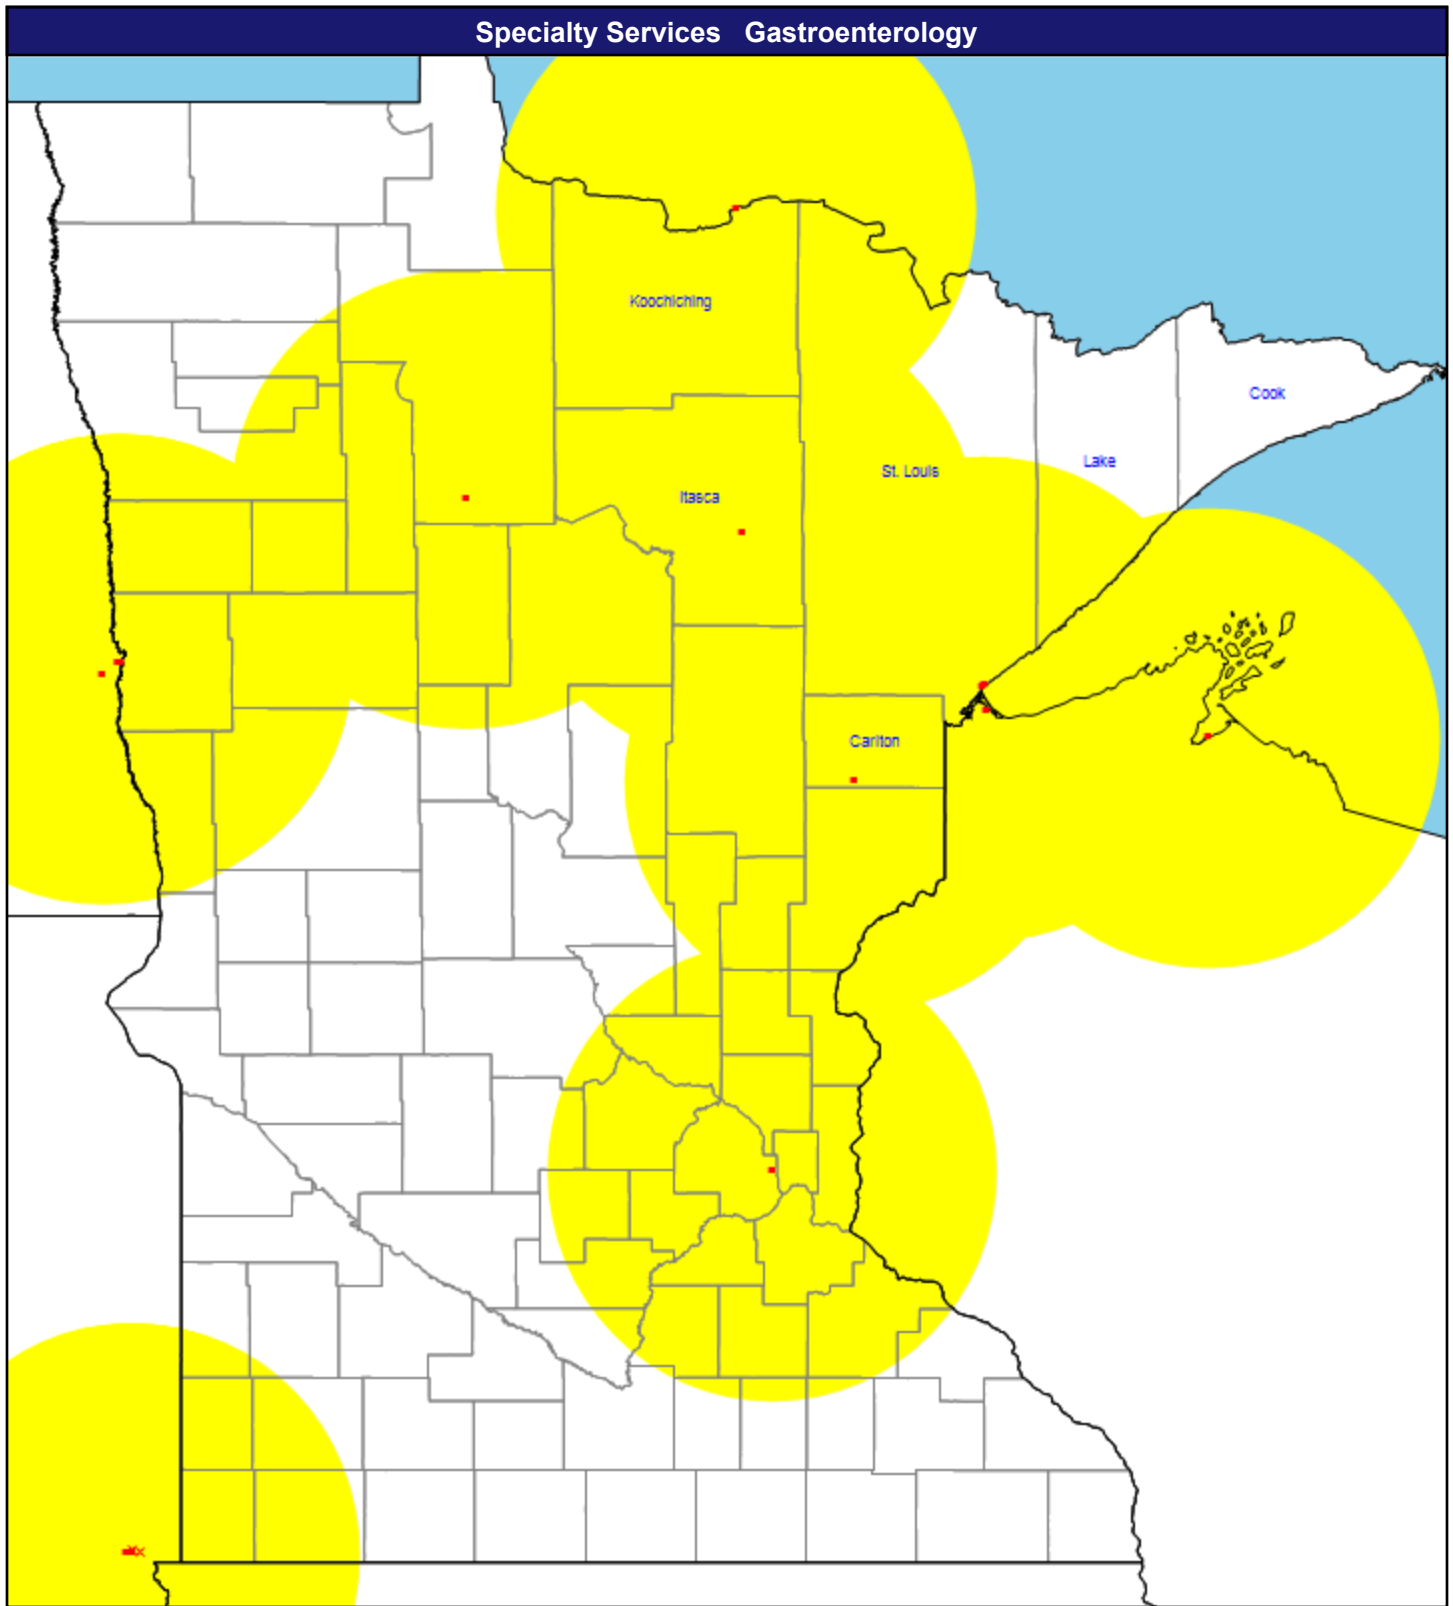 Specialty Services   Gastroenterology
Koochiching
Cook
Lake
St. Louis
Itasca
Carlton